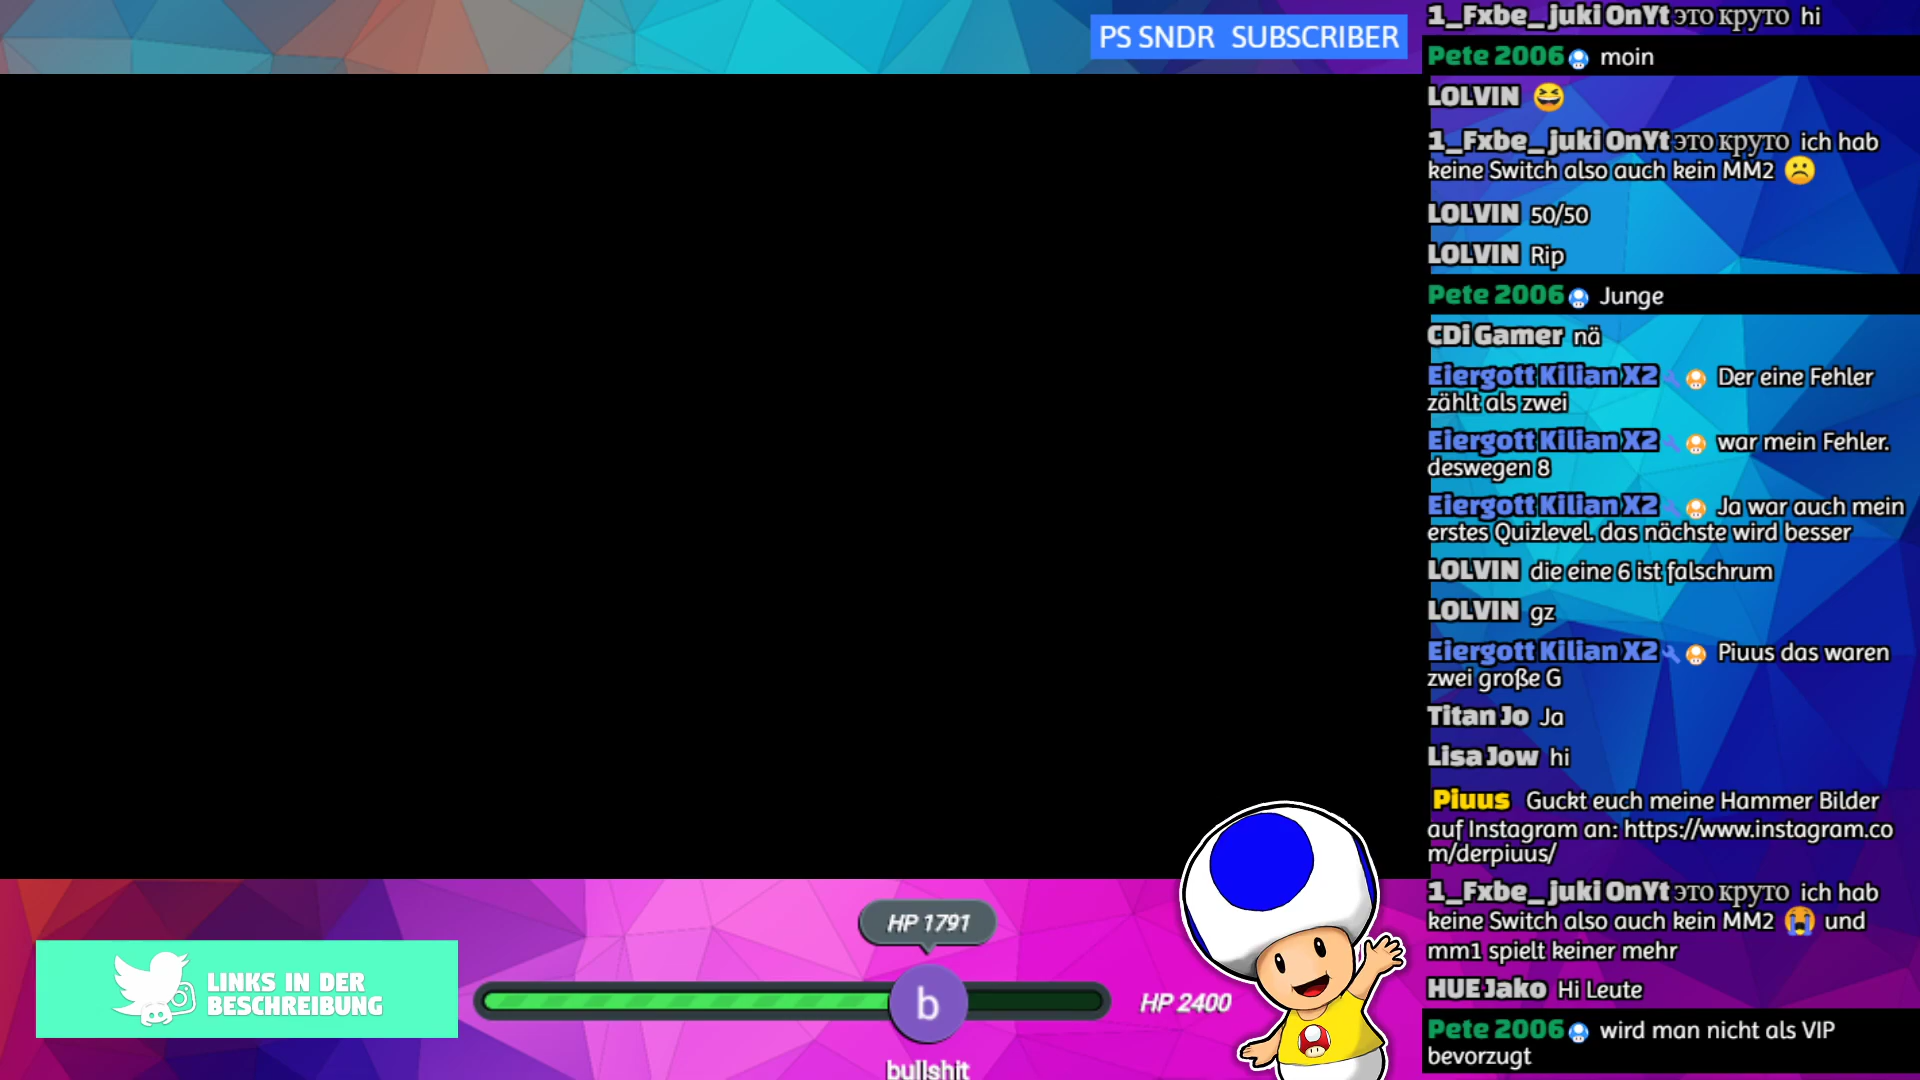 PS SNDR SUBSCRIBER
1_Fxbe_juki OnYt это круто hi
Pete 2006 moin
LOLVIN 😆
1_Fxbe_juki OnYt это круто ich hab
keine Switch also auch kein MM2 ☹️
LOLVIN 50/50
LOLVIN Rip
Pete 2006 Junge
CDi Gamer nä
Eiergott Kilian X2 Der eine Fehler
zählt als zwei
Eiergott Kilian X2 war mein Fehler.
deswegen 8
Eiergott Kilian X2 Ja war auch mein
erstes Quizlevel. das nächste wird besser
LOLVIN die eine 6 ist falschrum
LOLVIN gz
Eiergott Kilian X2 Piuus das waren
zwei große G
Titan Jo Ja
Lisa Jow hi
Piuus Guckt euch meine Hammer Bilder
auf Instagram an: https://www.instagram.co
m/derpiuus/
1_Fxbe_juki OnYt это круто ich hab
keine Switch also auch kein MM2 😭 und
mm1 spielt keiner mehr
HUE Jako Hi Leute
Pete 2006 wird man nicht als VIP
bevorzugt
LINKS IN DER
BESCHREIBUNG
HP 1791
b
HP 2400
bullshit